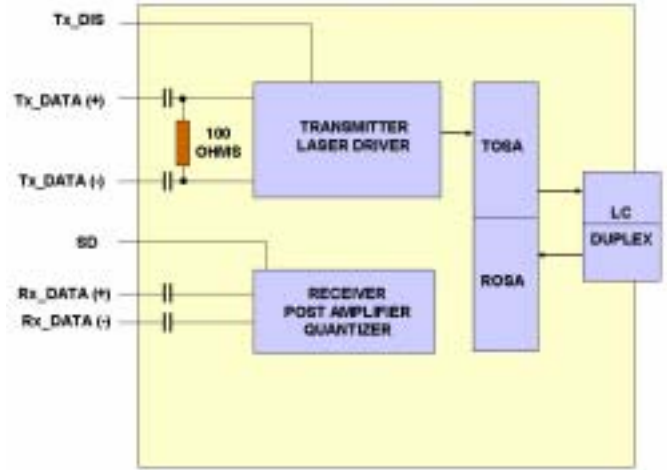 Tx_DIS
Tx_DATA (+)
100
OHMS
TRANSMITTER
LASER DRIVER
TOSA
Tx_DATA (-)
LC
DUPLEX
SD
ROSA
Rx_DATA (+)
Rx_DATA (-)
RECEIVER
POST AMPLIFIER
QUANTIZER